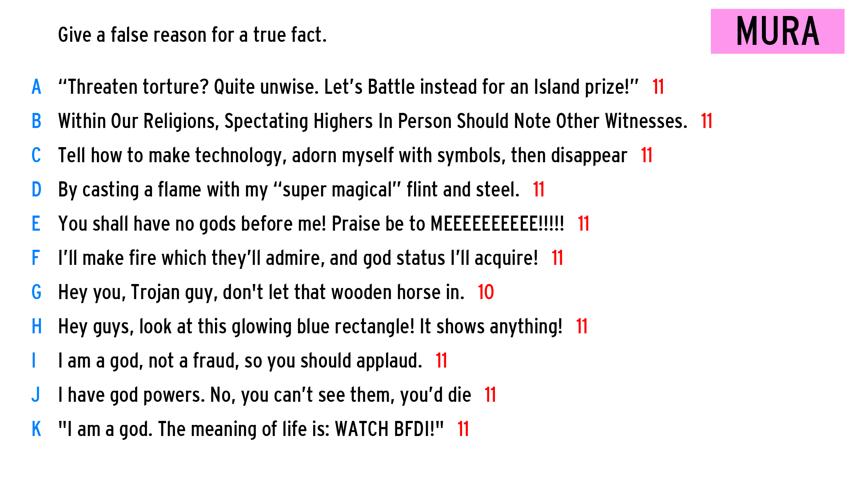 Give a false reason for a true fact.
MURA
A “Threaten torture? Quite unwise. Let’s Battle instead for an Island prize!” 11
B Within Our Religions, Spectating Highers In Person Should Note Other Witnesses. 11
C Tell how to make technology, adorn myself with symbols, then disappear 11
D By casting a flame with my “super magical” flint and steel. 11
E You shall have no gods before me! Praise be to MEEEEEEEEEE!!!!! 11
F I’ll make fire which they’ll admire, and god status I’ll acquire! 11
G Hey you, Trojan guy, don't let that wooden horse in. 10
H Hey guys, look at this glowing blue rectangle! It shows anything! 11
I I am a god, not a fraud, so you should applaud. 11
J I have god powers. No, you can’t see them, you’d die 11
K "I am a god. The meaning of life is: WATCH BFDI!" 11